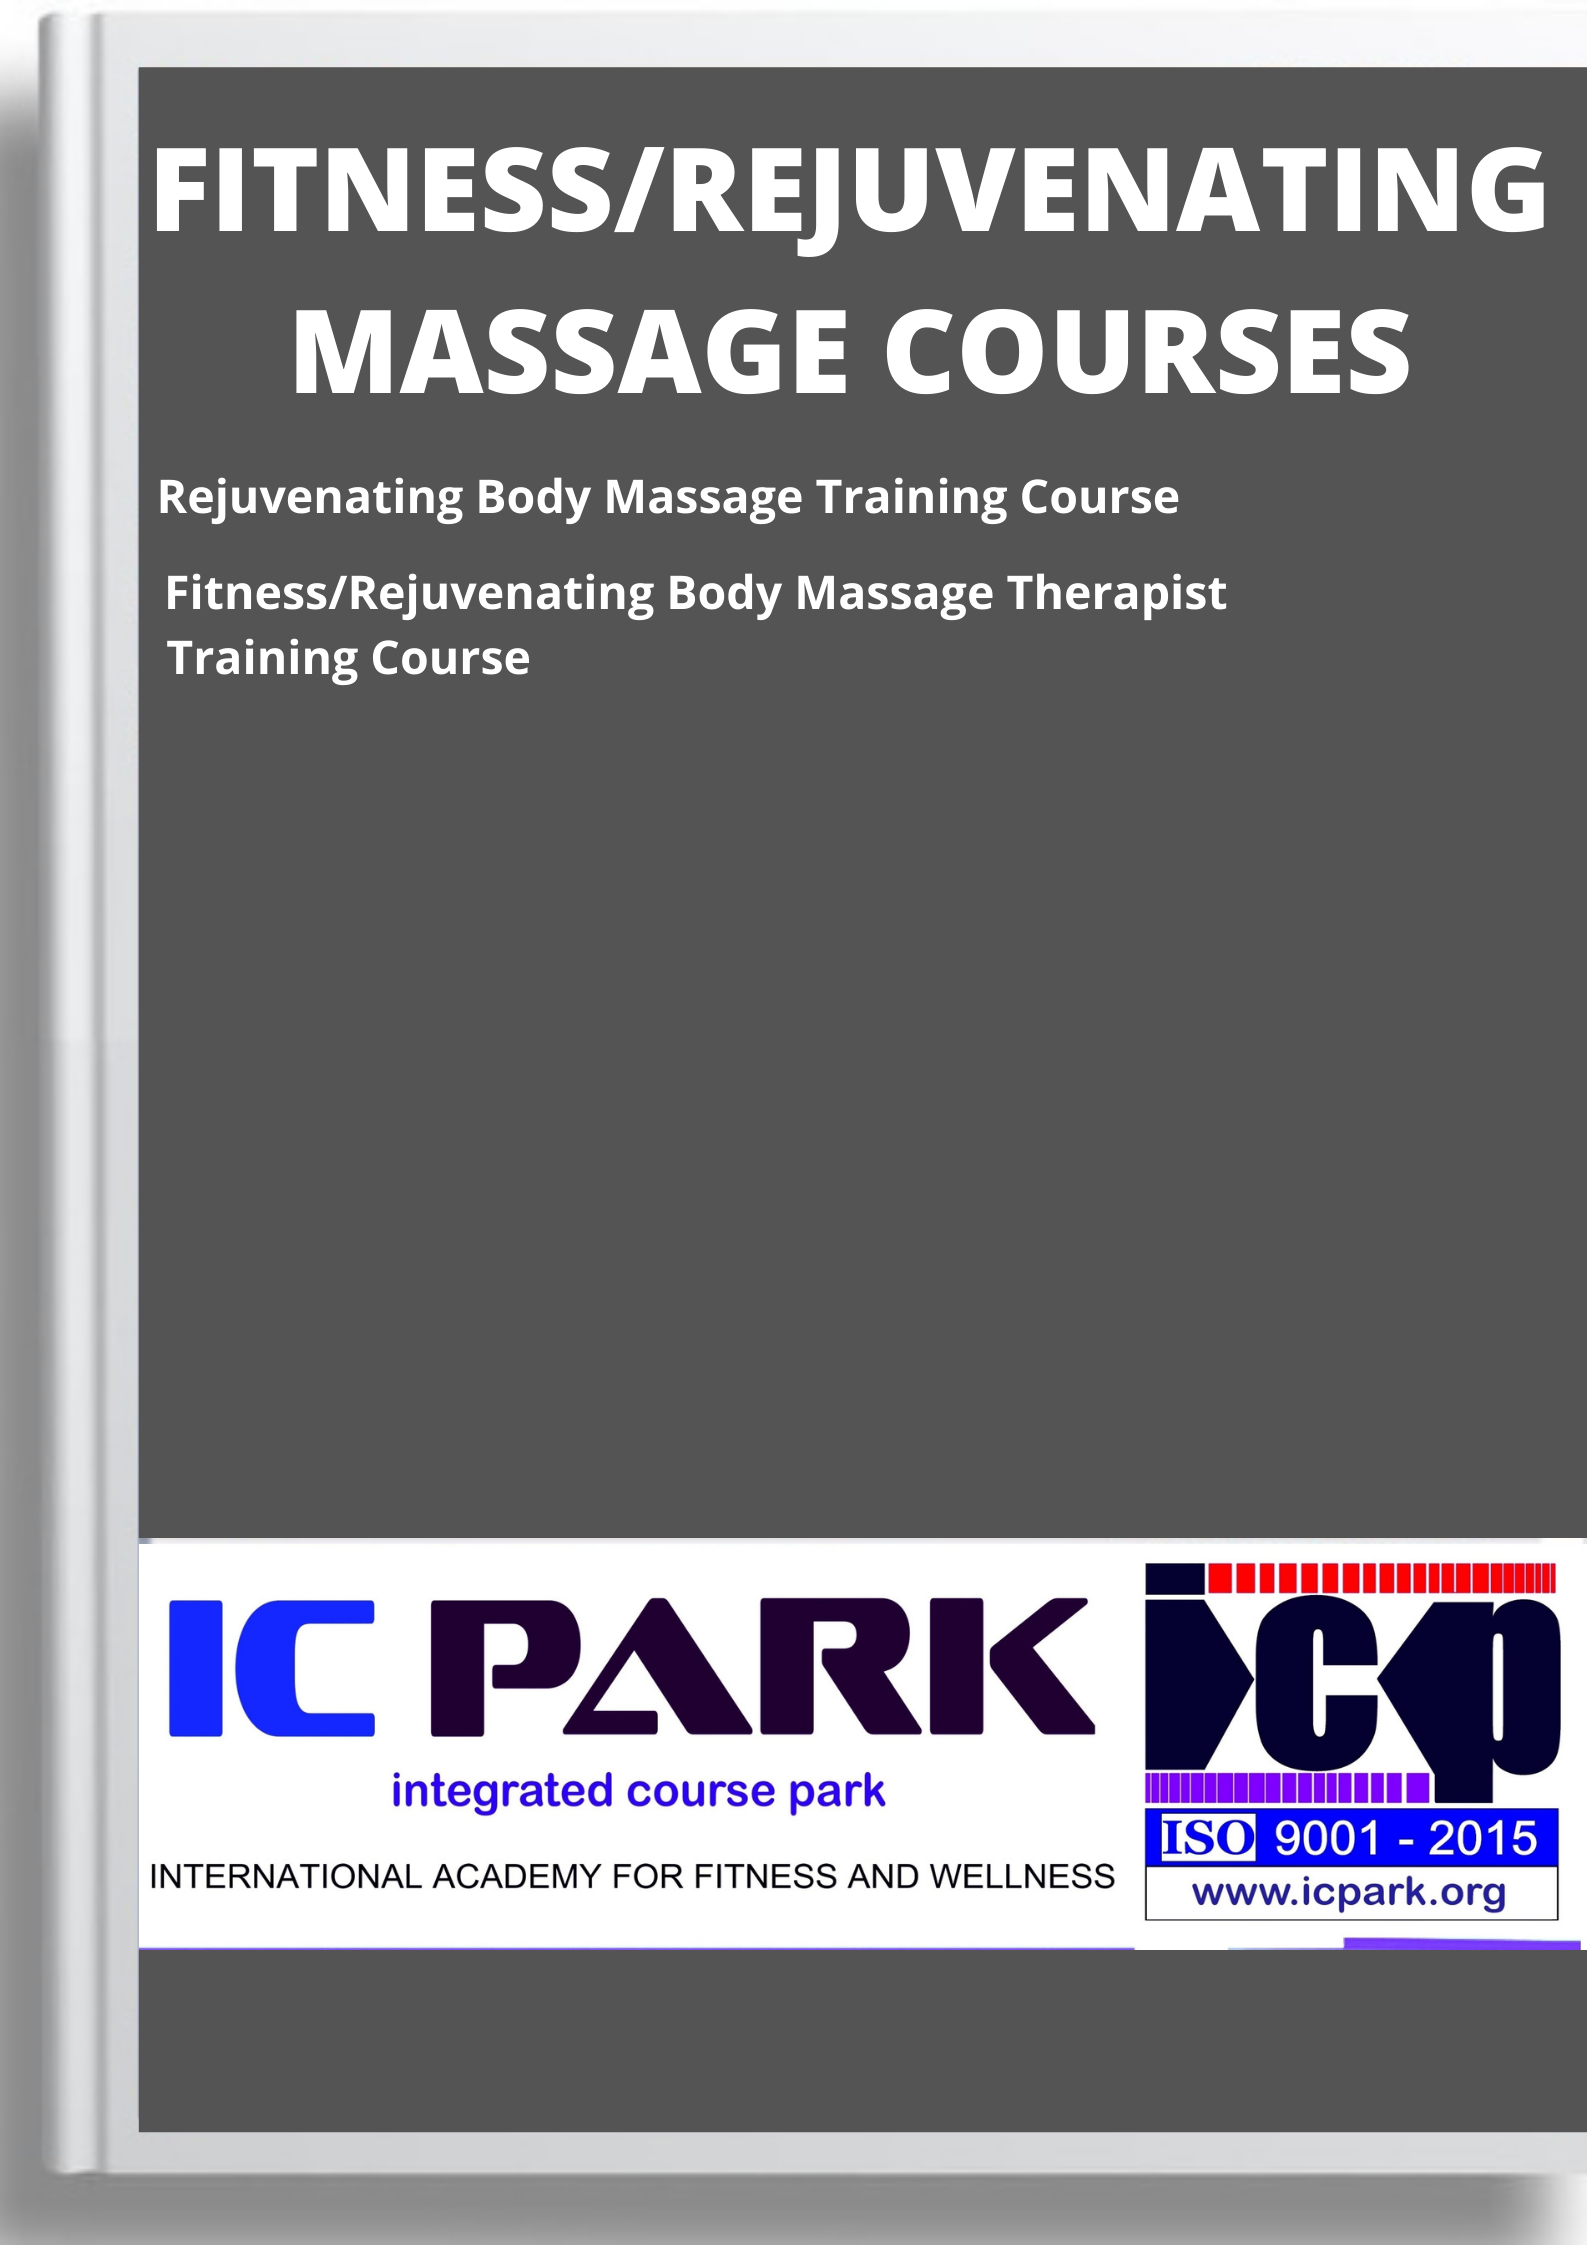 FITNESS/REJUVENATING
MASSAGE COURSES
Rejuvenating Body Massage Training Course
Fitness/Rejuvenating Body Massage Therapist
Training Course
IC PARK
integrated course park
INTERNATIONAL ACADEMY FOR FITNESS AND WELLNESS
icp
ISO 9001 - 2015
www.icpark.org